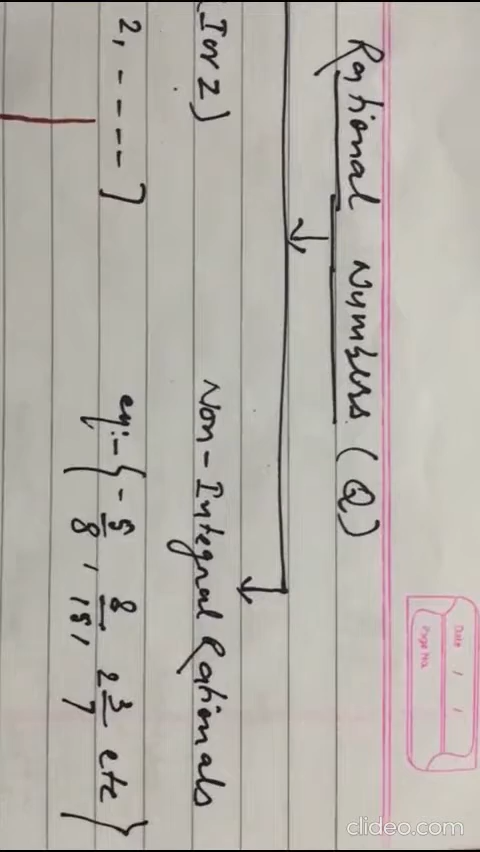 Date / /
Page No.
Rational Numbers (Q)
(I or Z)
Non-Integral Rationals
2, - - - - }
eg:- { -5/8, 8/151, 2 3/7 etc }
clideo.com